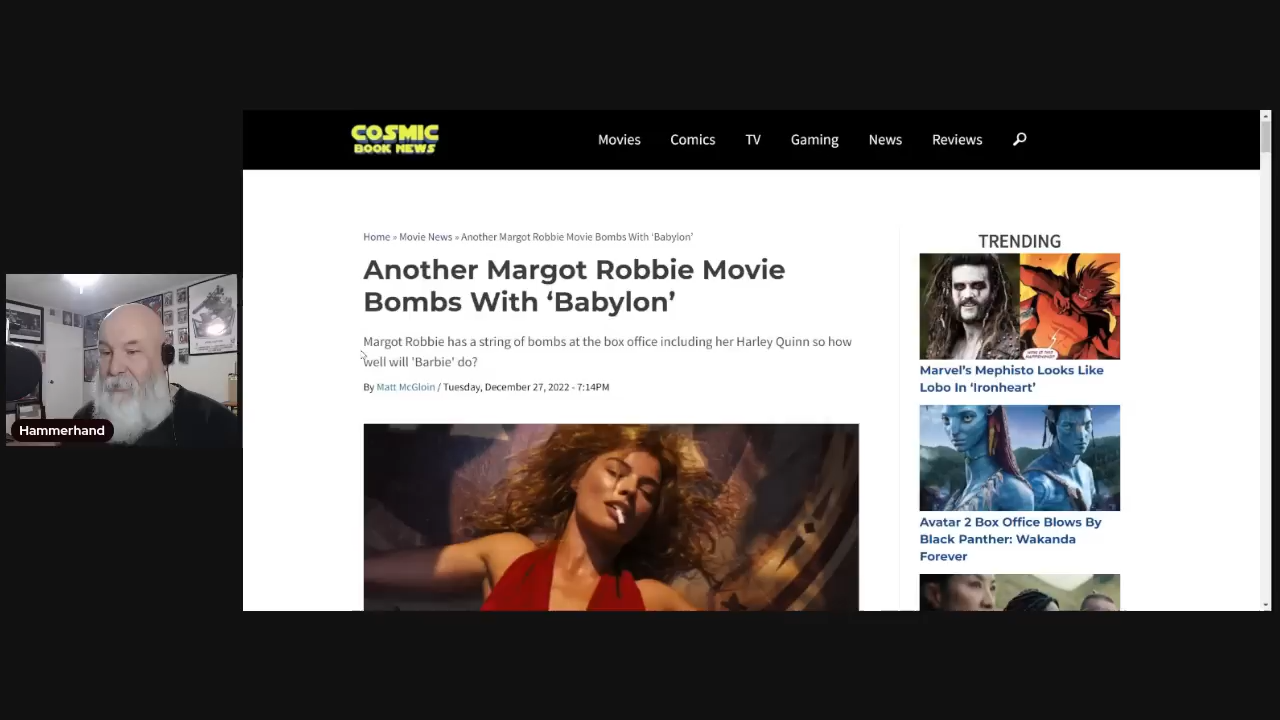 COSMIC
BOOK NEWS
Movies Comics TV Gaming News Reviews
Home » Movie News » Another Margot Robbie Movie Bombs With ‘Babylon’
Another Margot Robbie Movie
Bombs With ‘Babylon’
Margot Robbie has a string of bombs at the box office including her Harley Quinn so how
well will 'Barbie' do?
By Matt McGloin / Tuesday, December 27, 2022 - 7:14PM
TRENDING
Marvel’s Mephisto Looks Like
Lobo In ‘Ironheart’
Avatar 2 Box Office Blows By
Black Panther: Wakanda
Forever
Hammerhand